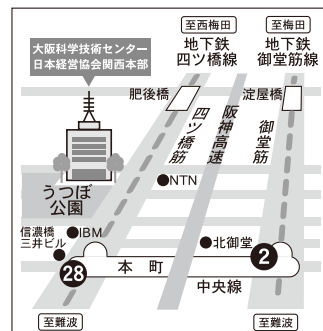 至西梅田
至梅田
地下鉄
四ツ橋線
地下鉄
御堂筋線
大阪科学技術センター
日本経営協会関西本部
肥後橋
淀屋橋
四ツ橋筋
阪神高速
御堂筋
NTN
うつぼ
公園
信濃橋
三井ビル
IBM
北御堂
2
28
本町
中央線
至難波
至難波